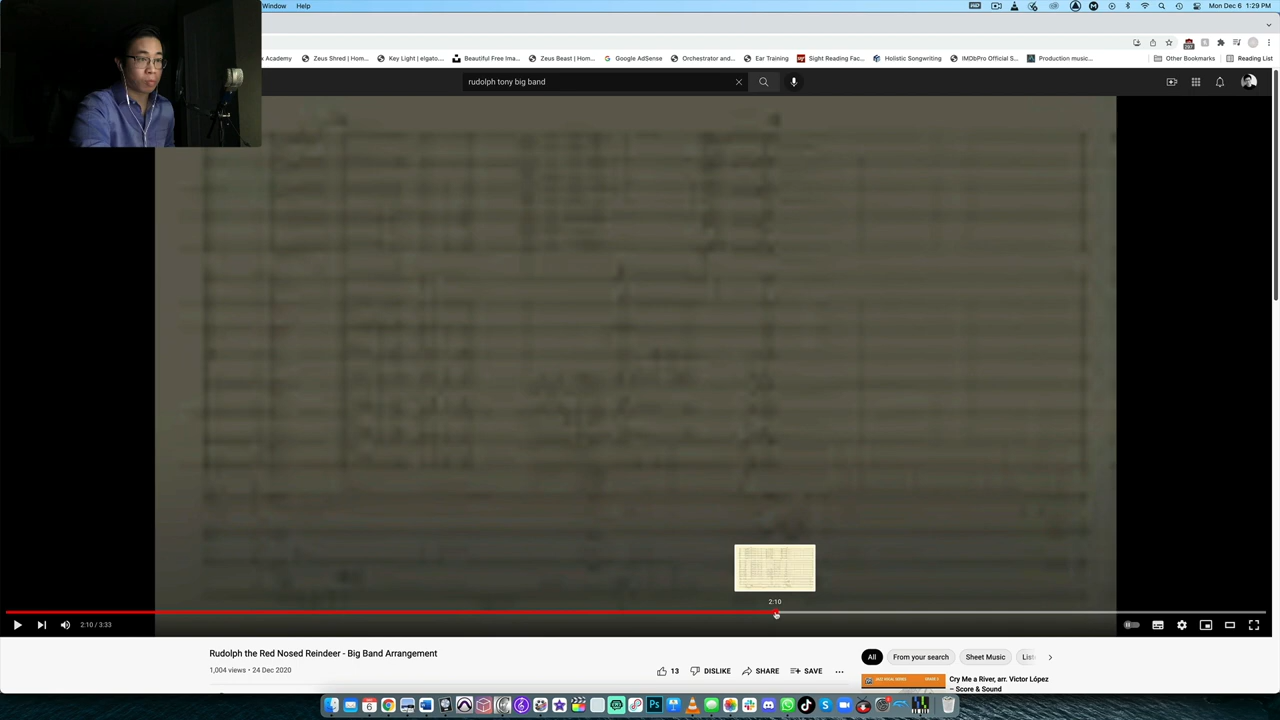 Window Help
Mon Dec 6 1:29 PM
x Academy Zeus Shred | Hom... Key Light | elgato.... Beautiful Free Ima... Zeus Beast | Hom... Google AdSense Orchestrator and... Ear Training Sight Reading Fac... Holistic Songwriting IMDbPro Official S... Production music... Other Bookmarks Reading List
rudolph tony big band
2:10
2:10 / 3:33
Rudolph the Red Nosed Reindeer - Big Band Arrangement
1,004 views • 24 Dec 2020
13 DISLIKE SHARE SAVE
All From your search Sheet Music
Cry Me a River, arr. Victor López
– Score & Sound